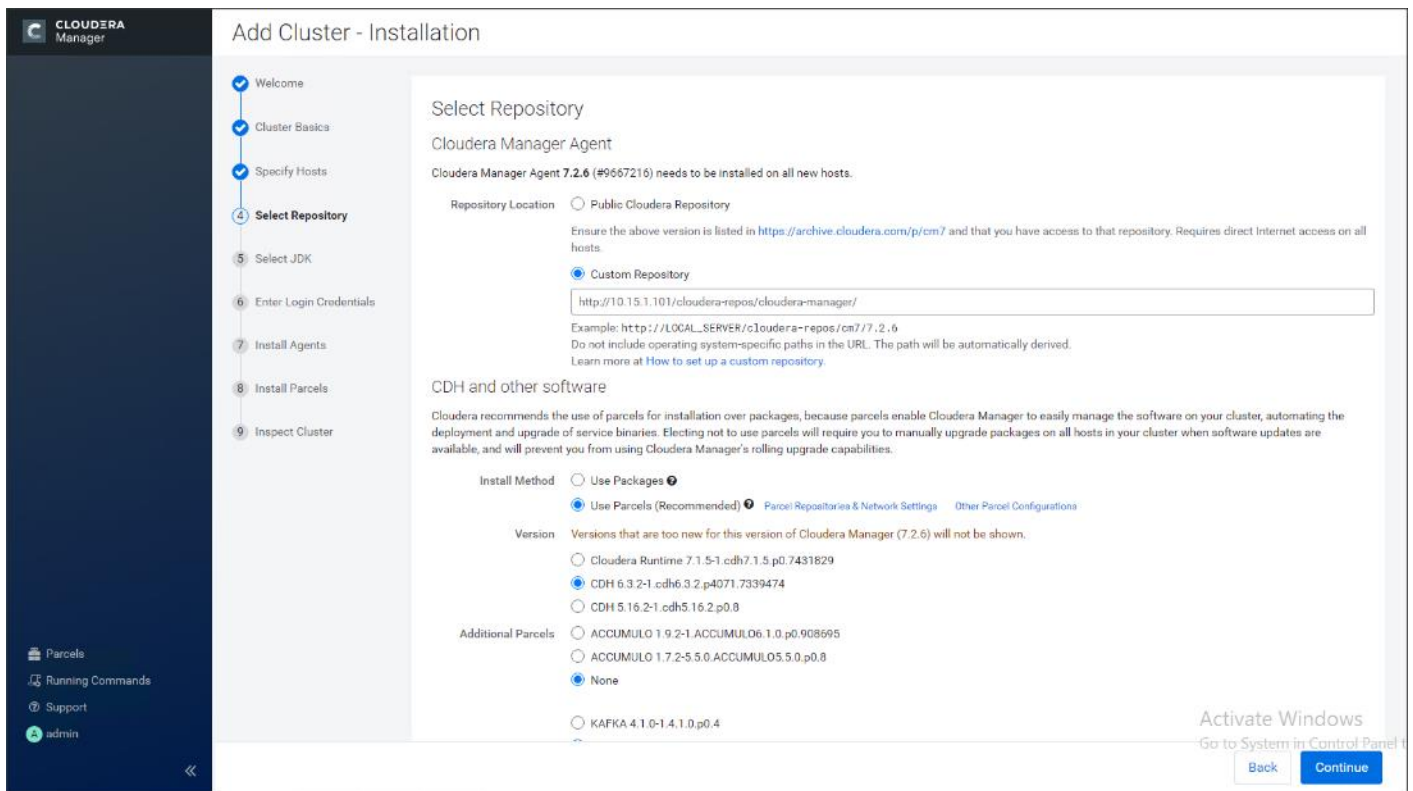 CLOUDERA
Manager
Add Cluster - Installation
Welcome
Cluster Basics
Specify Hosts
4 Select Repository
5 Select JDK
6 Enter Login Credentials
7 Install Agents
8 Install Parcels
9 Inspect Cluster
Select Repository
Cloudera Manager Agent
Cloudera Manager Agent 7.2.6 (#9667216) needs to be installed on all new hosts.
Repository Location
Public Cloudera Repository
Ensure the above version is listed in https://archive.cloudera.com/p/cm7 and that you have access to that repository. Requires direct Internet access on all
hosts.
Custom Repository
http://10.15.1.101/cloudera-repos/cloudera-manager/
Example: http://LOCAL_SERVER/cloudera-repos/cm7/7.2.6
Do not include operating system-specific paths in the URL. The path will be automatically derived.
Learn more at How to set up a custom repository.
CDH and other software
Cloudera recommends the use of parcels for installation over packages, because parcels enable Cloudera Manager to easily manage the software on your cluster, automating the
deployment and upgrade of service binaries. Electing not to use parcels will require you to manually upgrade packages on all hosts in your cluster when software updates are
available, and will prevent you from using Cloudera Manager's rolling upgrade capabilities.
Install Method
Use Packages
Use Parcels (Recommended) Parcel Repositories & Network Settings Other Parcel Configurations
Version
Versions that are too new for this version of Cloudera Manager (7.2.6) will not be shown.
Cloudera Runtime 7.1.5-1.cdh7.1.5.p0.7431829
CDH 6.3.2-1.cdh6.3.2.p4071.7339474
CDH 5.16.2-1.cdh5.16.2.p0.8
Additional Parcels
ACCUMULO 1.9.2-1.ACCUMULO6.1.0.p0.908695
ACCUMULO 1.7.2-5.5.0.ACCUMULO5.5.0.p0.8
None
KAFKA 4.1.0-1.4.1.0.p0.4
Parcels
Running Commands
Support
A admin
Activate Windows
Go to System in Control Panel t
Back
Continue